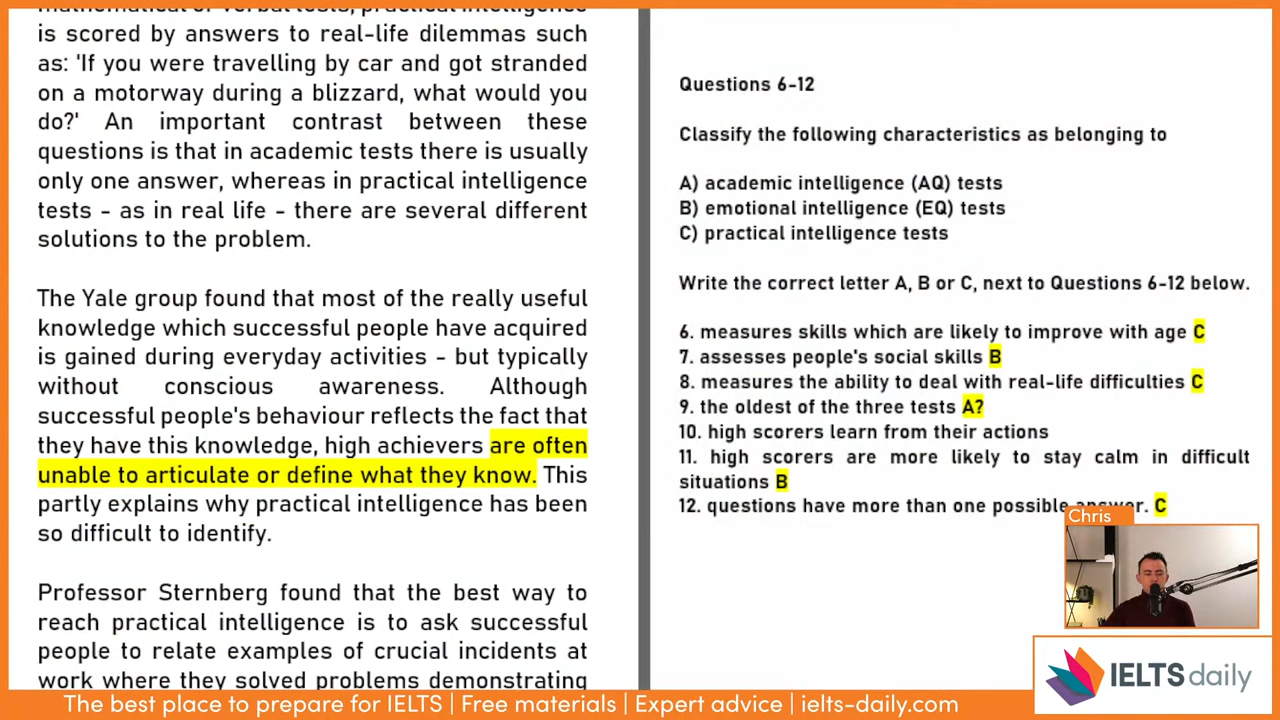 mathematical or verbal tests, practical intelligence
is scored by answers to real-life dilemmas such
as: 'If you were travelling by car and got stranded
on a motorway during a blizzard, what would you
do?' An important contrast between these
questions is that in academic tests there is usually
only one answer, whereas in practical intelligence
tests - as in real life - there are several different
solutions to the problem.
The Yale group found that most of the really useful
knowledge which successful people have acquired
is gained during everyday activities - but typically
without conscious awareness. Although
successful people's behaviour reflects the fact that
they have this knowledge, high achievers are often
unable to articulate or define what they know. This
partly explains why practical intelligence has been
so difficult to identify.
Professor Sternberg found that the best way to
reach practical intelligence is to ask successful
people to relate examples of crucial incidents at
work where they solved problems demonstrating
Questions 6-12
Classify the following characteristics as belonging to
A) academic intelligence (AQ) tests
B) emotional intelligence (EQ) tests
C) practical intelligence tests
Write the correct letter A, B or C, next to Questions 6-12 below.
6. measures skills which are likely to improve with age C
7. assesses people's social skills B
8. measures the ability to deal with real-life difficulties C
9. the oldest of the three tests A?
10. high scorers learn from their actions
11. high scorers are more likely to stay calm in difficult
situations B
12. questions have more than one possible answer. C
Chris
IELTS daily
The best place to prepare for IELTS | Free materials | Expert advice | ielts-daily.com